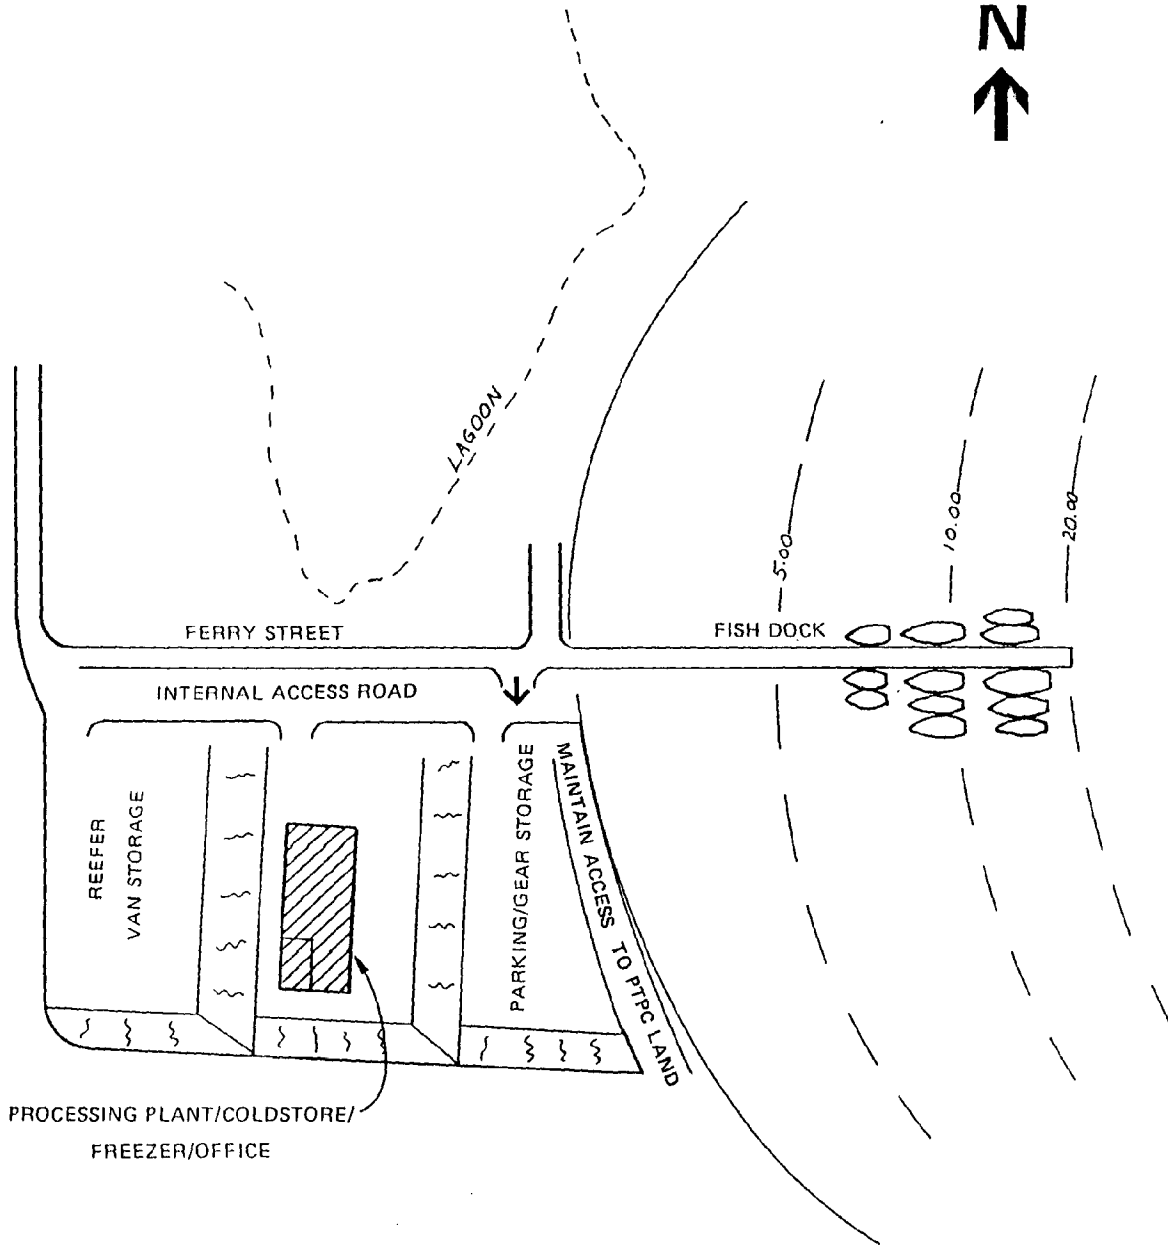 N
LAGOON
5.00
10.00
20.00
FERRY STREET
FISH DOCK
INTERNAL ACCESS ROAD
REEFER
VAN STORAGE
PARKING/GEAR STORAGE
MAINTAIN ACCESS TO PTPC LAND
PROCESSING PLANT/COLDSTORE/
FREEZER/OFFICE